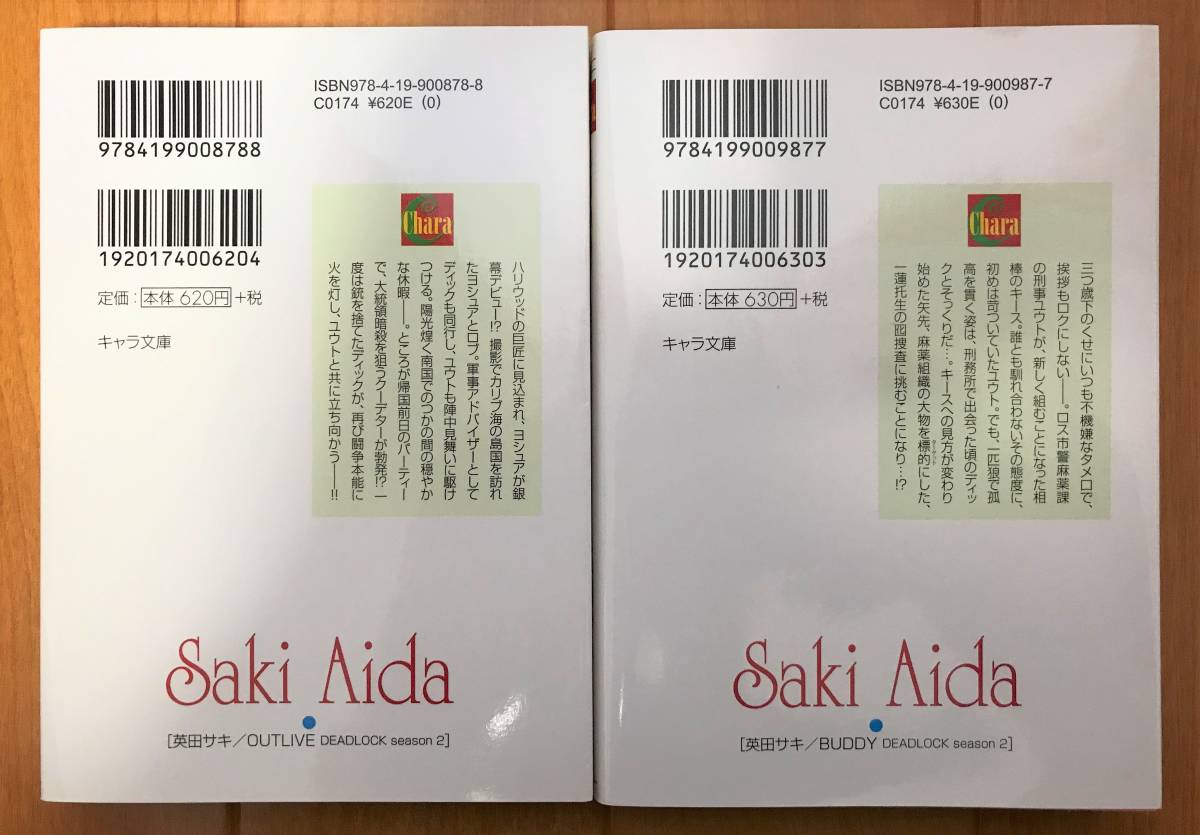 ISBN978-4-19-900878-8
C0174 ¥620E (0)
9784199008788
1920174006204
定価：本体 620円+税
キャラ文庫
Chara
ハリウッドの巨匠に見込まれ、ヨシュアが銀
幕デビュー!? 撮影でカリブ海の島国を訪れ
たヨシュアとロブ。軍事アドバイザーとして
ディックも同行し、ユウトも陣中見舞いに駆け
つける。陽光煌く南国でのつかの間の穏やか
な休暇――。ところが帰国前日のパーティー
で、大統領暗殺を狙うクーデターが勃発!? 一
度は銃を捨てたディックが、再び闘争本能に
火を灯し、ユウトと共に立ち向かう――!!
Saki Aida
[英田サキ／OUTLIVE DEADLOCK season 2]
ISBN978-4-19-900987-7
C0174 ¥630E (0)
9784199009877
1920174006303
定価：本体 630円+税
キャラ文庫
Chara
三つ歳下のくせにいつも不機嫌なタメ口で、
挨拶もロクにしない――。ロス市警麻薬課
の刑事ユウトが、新しく組むことになった相
棒のキース。誰とも馴れ合わないその態度に、
初めは苛ついていたユウト。でも、一匹狼で孤
高を貫く姿は、刑務所で出会った頃のディッ
クとそっくりだ…。キースへの見方が変わり
始めた矢先、麻薬組織の大物を標的にした、
ターゲット
一蓮托生の囮捜査に挑むことになり…!?
Saki Aida
[英田サキ／BUDDY DEADLOCK season 2]